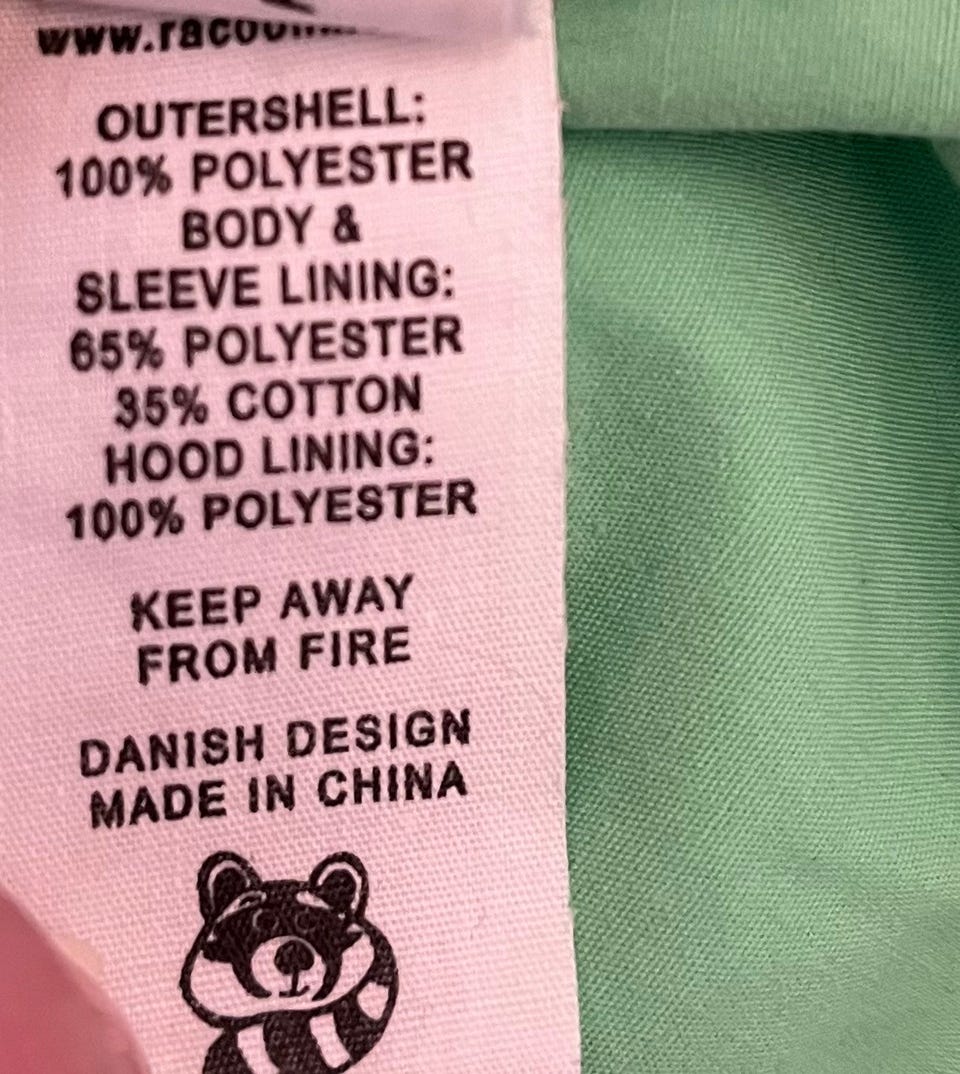 OUTERSHELL:
100% POLYESTER
BODY &
SLEEVE LINING:
65% POLYESTER
35% COTTON
HOOD LINING:
100% POLYESTER
KEEP AWAY
FROM FIRE
DANISH DESIGN
MADE IN CHINA